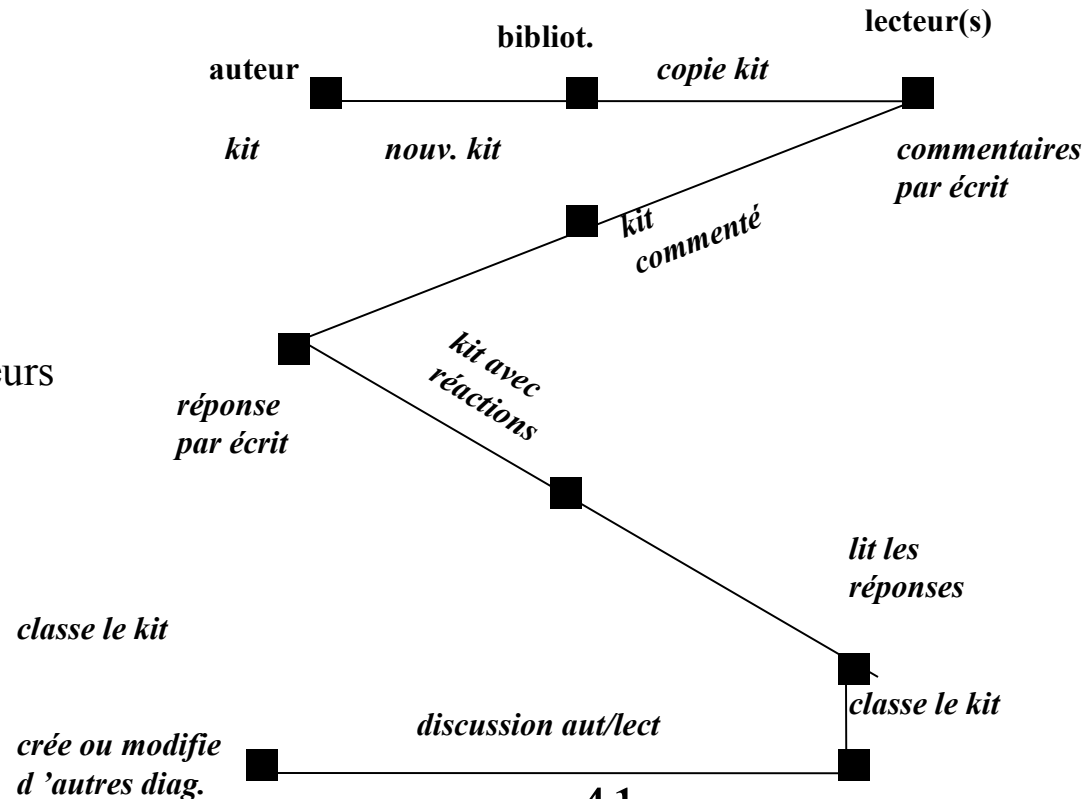 lecteur(s)
bibliot.
auteur
copie kit
kit
nouv. kit
commentaires
par écrit
kit
commenté
kit avec
réactions
réponse
par écrit
lit les
réponses
classe le kit
classe le kit
discussion aut/lect
crée ou modifie
d ’autres diag.